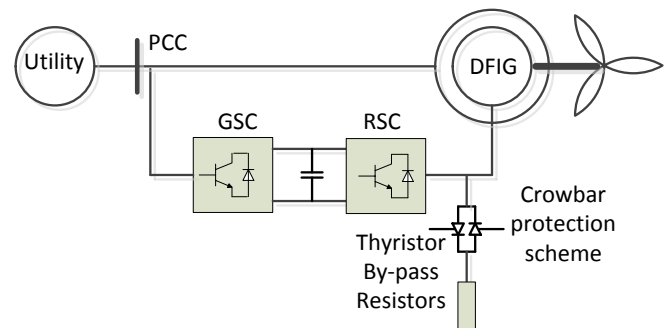 PCC
Utility
DFIG
GSC
RSC
Crowbar
protection
scheme
Thyristor
By-pass
Resistors